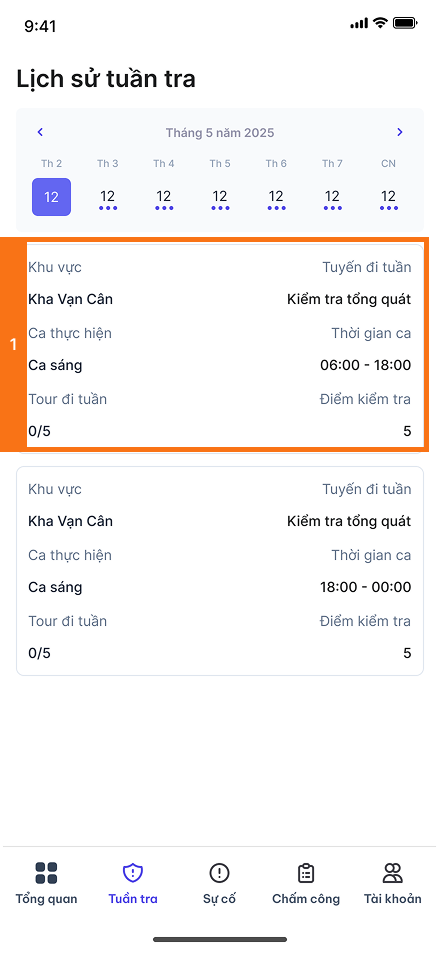 9:41
Lịch sử tuần tra
Tháng 5 năm 2025
Th 2 Th 3 Th 4 Th 5 Th 6 Th 7 CN
12 12 12 12 12 12 12
1
Khu vực Tuyến đi tuần
Kha Vạn Cân Kiểm tra tổng quát
Ca thực hiện Thời gian ca
Ca sáng 06:00 - 18:00
Tour đi tuần Điểm kiểm tra
0/5 5
Khu vực Tuyến đi tuần
Kha Vạn Cân Kiểm tra tổng quát
Ca thực hiện Thời gian ca
Ca sáng 18:00 - 00:00
Tour đi tuần Điểm kiểm tra
0/5 5
Tổng quan Tuần tra Sự cố Chấm công Tài khoản